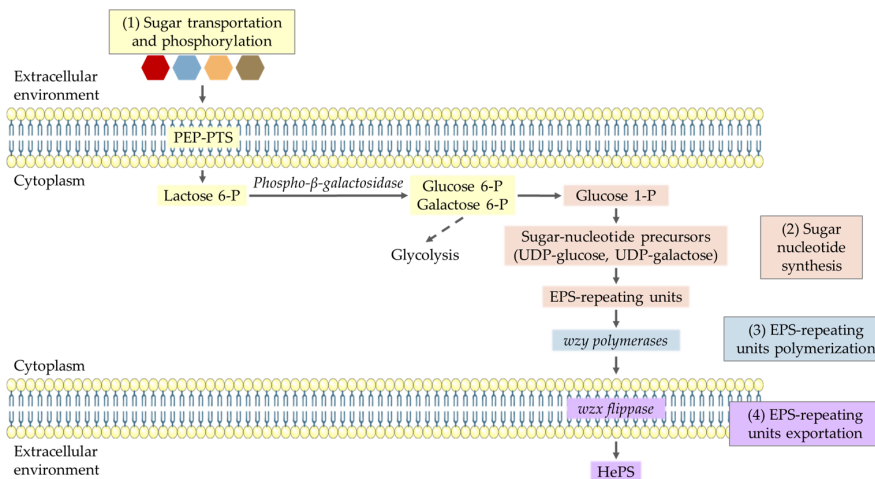 (1) Sugar transportation
and phosphorylation
Extracellular
environment
PEP-PTS
Cytoplasm
Lactose 6-P
Phospho-β-galactosidase
Glucose 6-P
Galactose 6-P
Glucose 1-P
Glycolysis
Sugar-nucleotide precursors
(UDP-glucose, UDP-galactose)
(2) Sugar
nucleotide
synthesis
EPS-repeating units
wzy polymerases
(3) EPS-repeating
units polymerization
Cytoplasm
wzx flippase
(4) EPS-repeating
units exportation
Extracellular
environment
HePS